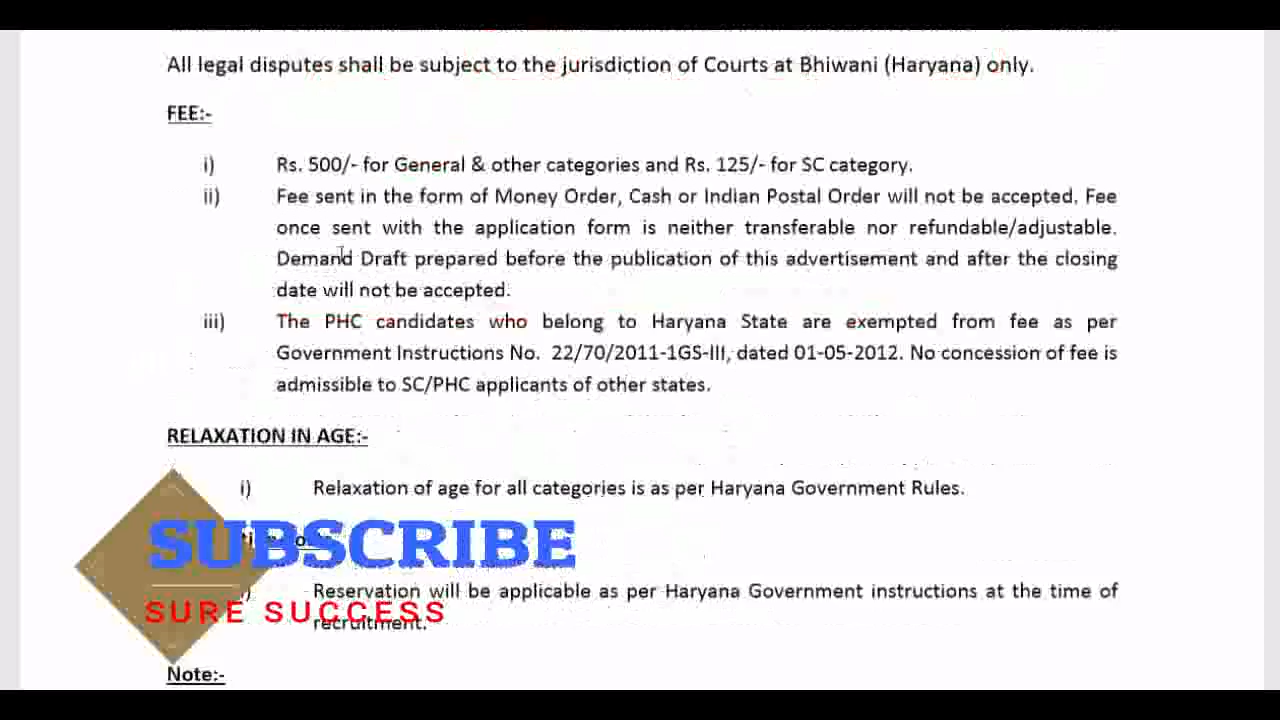 All legal disputes shall be subject to the jurisdiction of Courts at Bhiwani (Haryana) only.
FEE:-
i) Rs. 500/- for General & other categories and Rs. 125/- for SC category.
ii) Fee sent in the form of Money Order, Cash or Indian Postal Order will not be accepted. Fee
once sent with the application form is neither transferable nor refundable/adjustable.
Demand Draft prepared before the publication of this advertisement and after the closing
date will not be accepted.
iii) The PHC candidates who belong to Haryana State are exempted from fee as per
Government Instructions No. 22/70/2011-1GS-III, dated 01-05-2012. No concession of fee is
admissible to SC/PHC applicants of other states.
RELAXATION IN AGE:-
i) Relaxation of age for all categories is as per Haryana Government Rules.
SUBSCRIBE
Reservation will be applicable as per Haryana Government instructions at the time of
SURE SUCCESS
recruitment.
Note:-